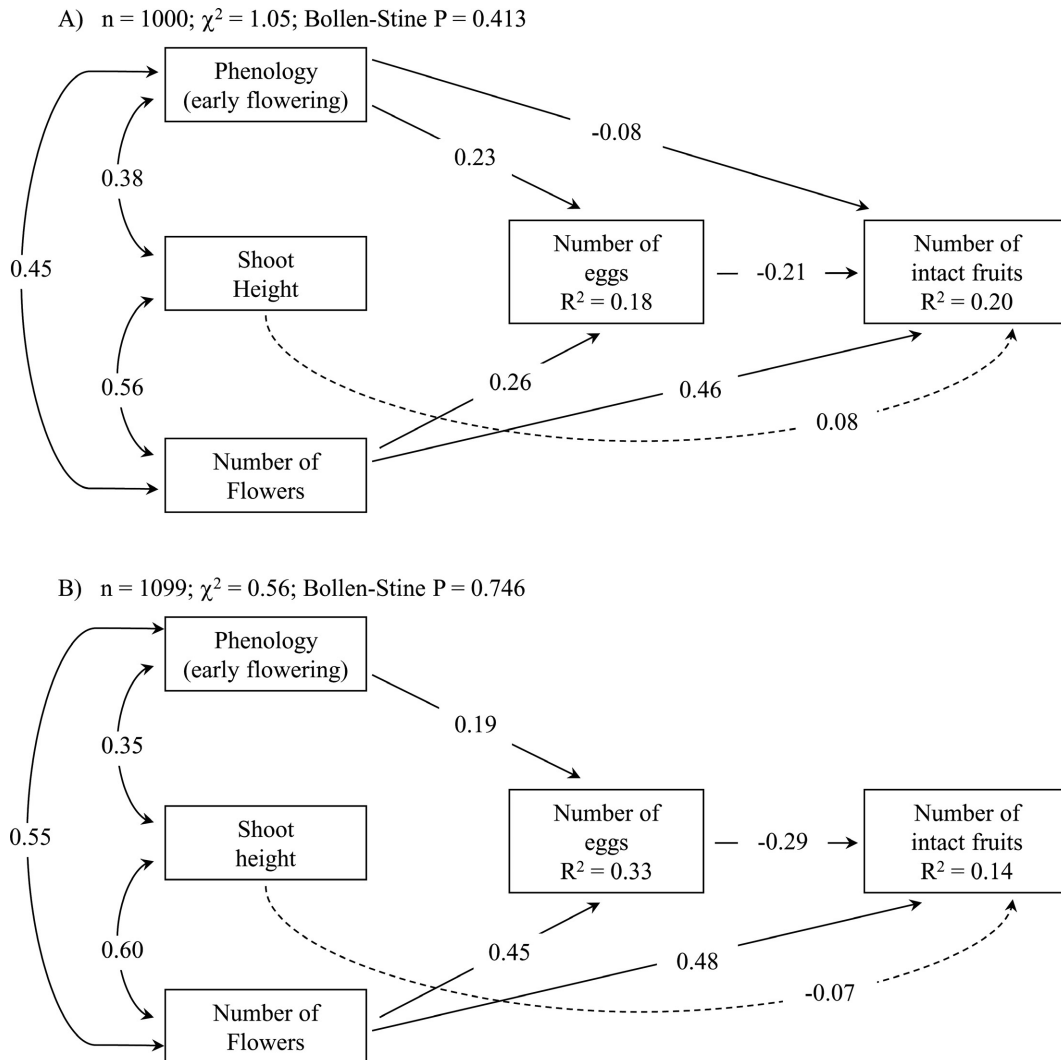 A) n = 1000; χ² = 1.05; Bollen-Stine P = 0.413
Phenology
(early flowering)
-0.08
0.23
0.38
Shoot
Height
Number of
eggs
R² = 0.18
-0.21
Number of
intact fruits
R² = 0.20
0.45
0.56
0.26
0.46
0.08
Number of
Flowers
B) n = 1099; χ² = 0.56; Bollen-Stine P = 0.746
Phenology
(early flowering)
0.19
0.35
Shoot
height
Number of
eggs
R² = 0.33
-0.29
Number of
intact fruits
R² = 0.14
0.55
0.60
0.45
0.48
-0.07
Number of
Flowers